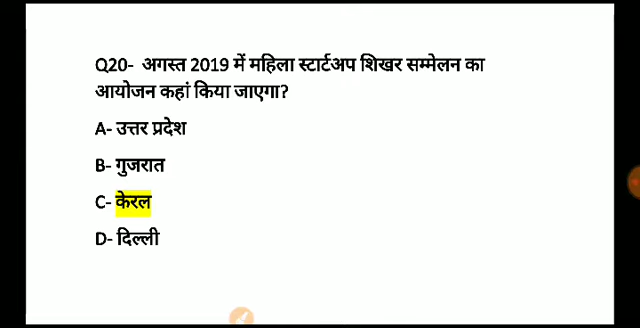 Q20- अगस्त 2019 में महिला स्टार्टअप शिखर सम्मेलन का
आयोजन कहां किया जाएगा?
A- उत्तर प्रदेश
B- गुजरात
C- केरल
D- दिल्ली